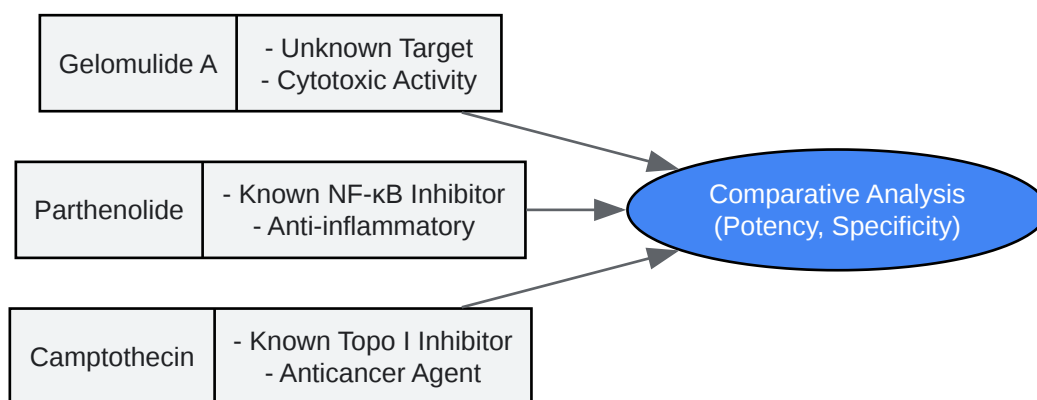 Gelomulide A
- Unknown Target
- Cytotoxic Activity
Parthenolide
- Known NF-κB Inhibitor
- Anti-inflammatory
Camptothecin
- Known Topo I Inhibitor
- Anticancer Agent
Comparative Analysis
(Potency, Specificity)